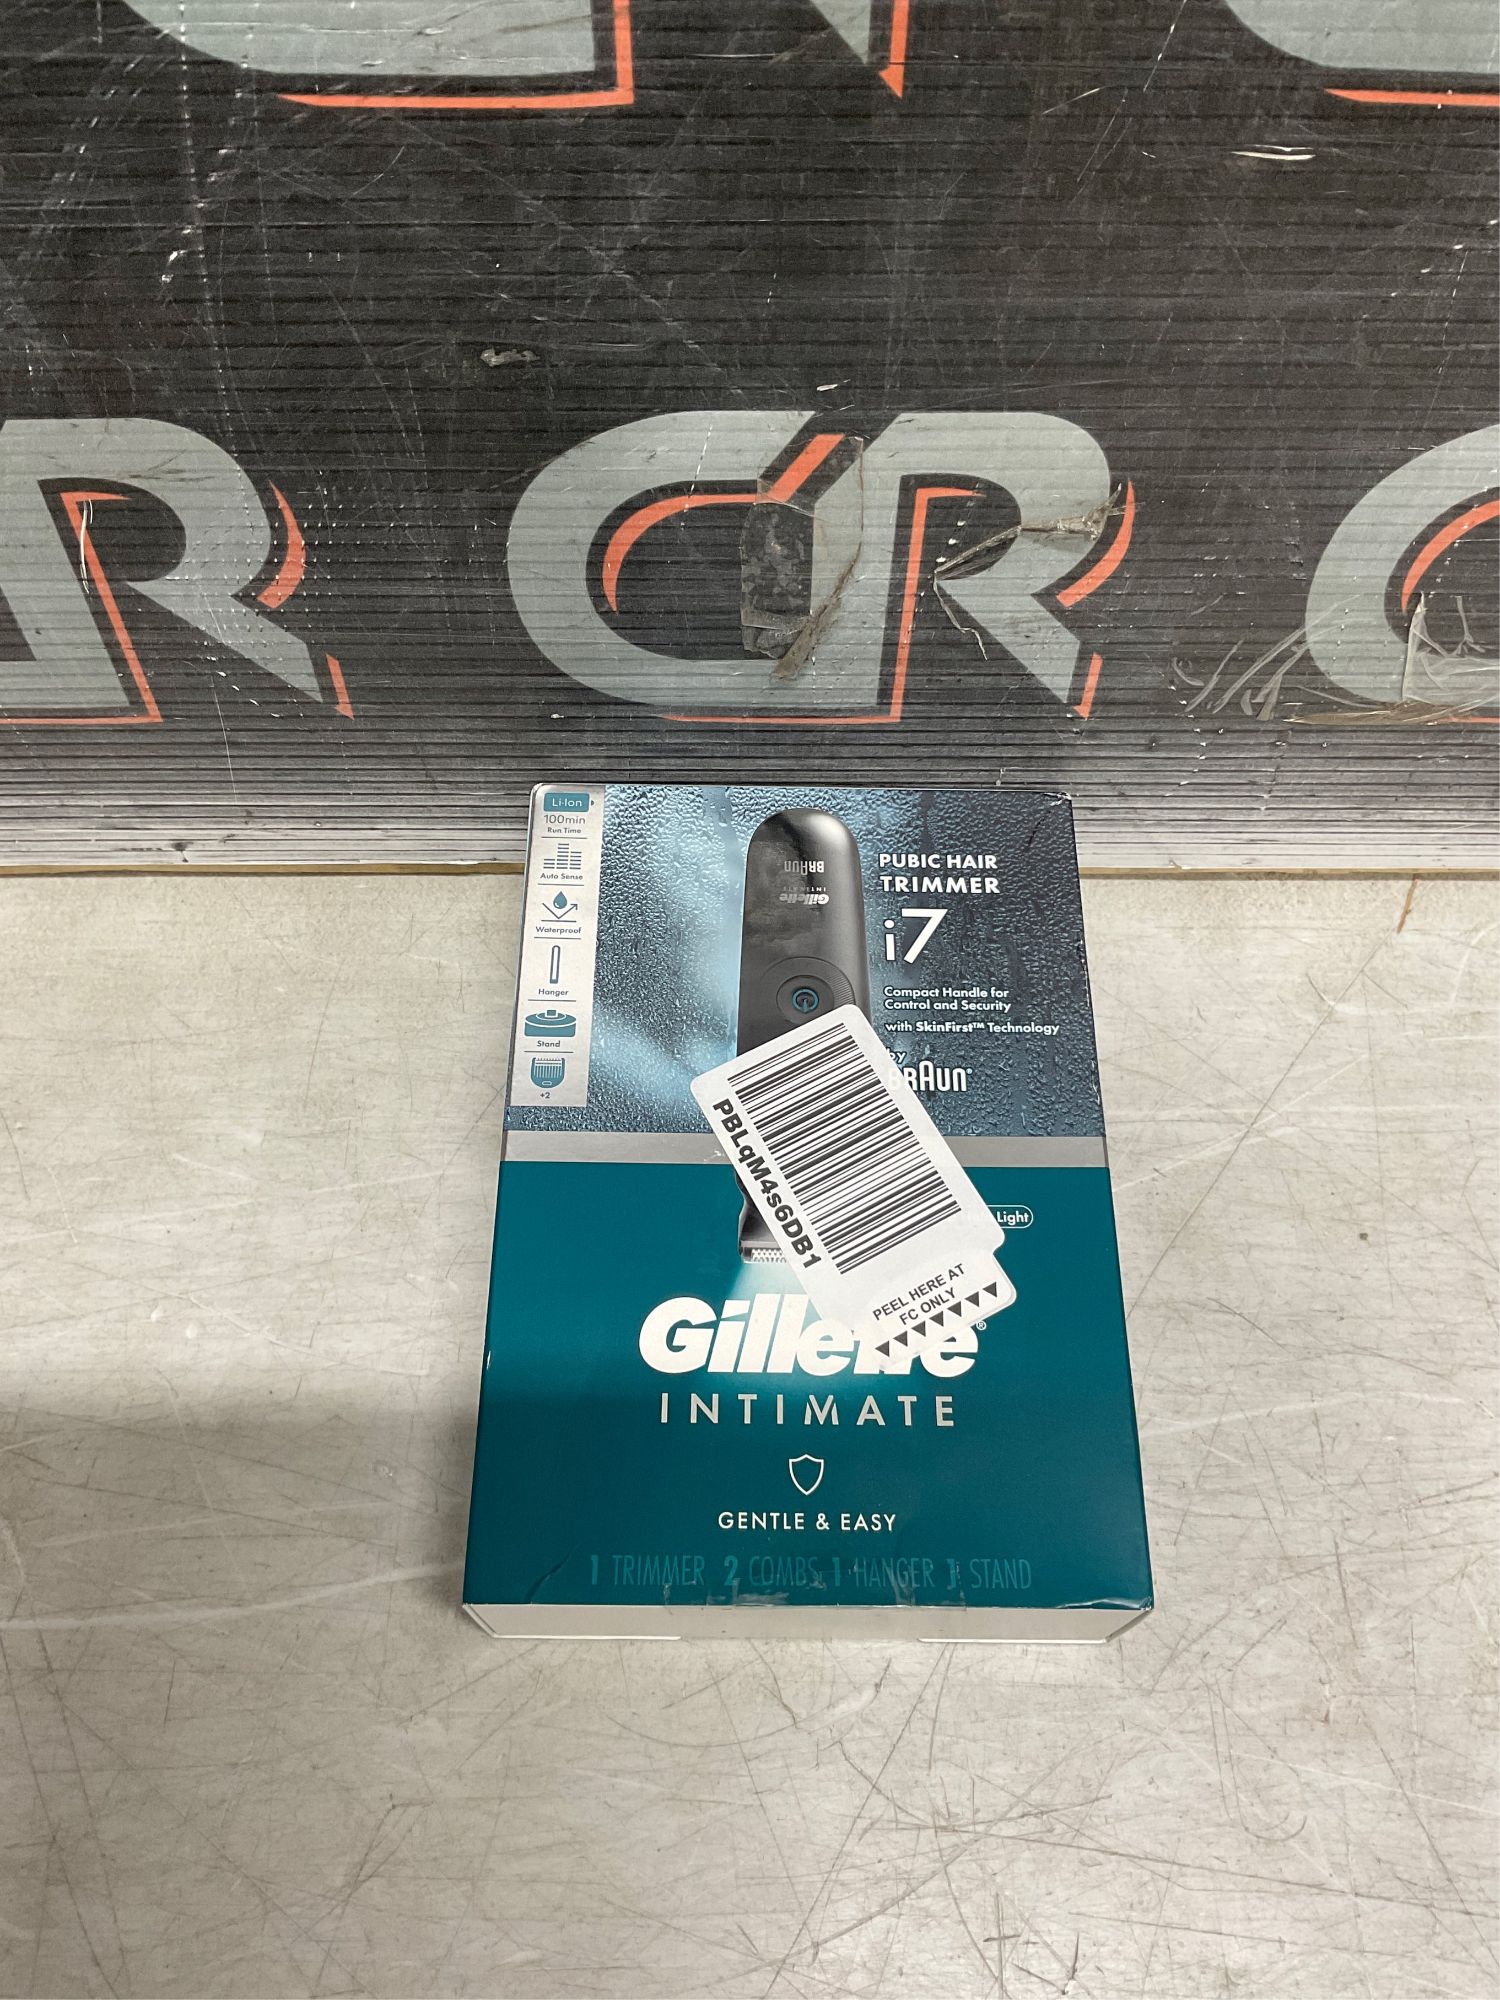 CR
Li-Ion
100min
Run Time
Auto Sense
Waterproof
Hanger
Stand
+2
BRAUN
Gillette
INTIMATE
PUBIC HAIR
TRIMMER
i7
Compact Handle for
Control and Security
with SkinFirst™ Technology
by
BRAUN®
PBLqM4s6DB1
PEEL HERE AT
FC ONLY
Light
Gillette®
INTIMATE
GENTLE & EASY
1 TRIMMER 2 COMBS 1 HANGER 1 STAND